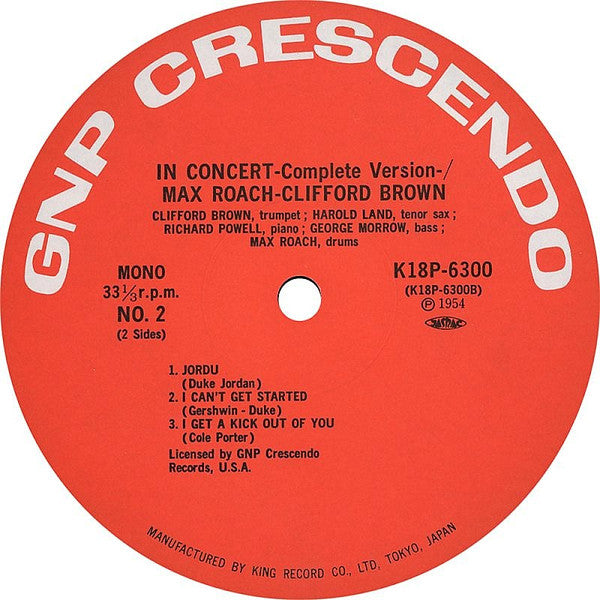 GNP CRESCENDO
IN CONCERT-Complete Version-/
MAX ROACH-CLIFFORD BROWN
CLIFFORD BROWN, trumpet ; HAROLD LAND, tenor sax ;
RICHARD POWELL, piano ; GEORGE MORROW, bass ;
MAX ROACH, drums
MONO
33⅓r.p.m.
NO. 2
(2 Sides)
K18P-6300
(K18P-6300B)
Ⓟ 1954
JASRAC
1. JORDU
(Duke Jordan)
2. I CAN'T GET STARTED
(Gershwin - Duke)
3. I GET A KICK OUT OF YOU
(Cole Porter)
Licensed by GNP Crescendo
Records, U.S.A.
MANUFACTURED BY KING RECORD CO., LTD, TOKYO, JAPAN